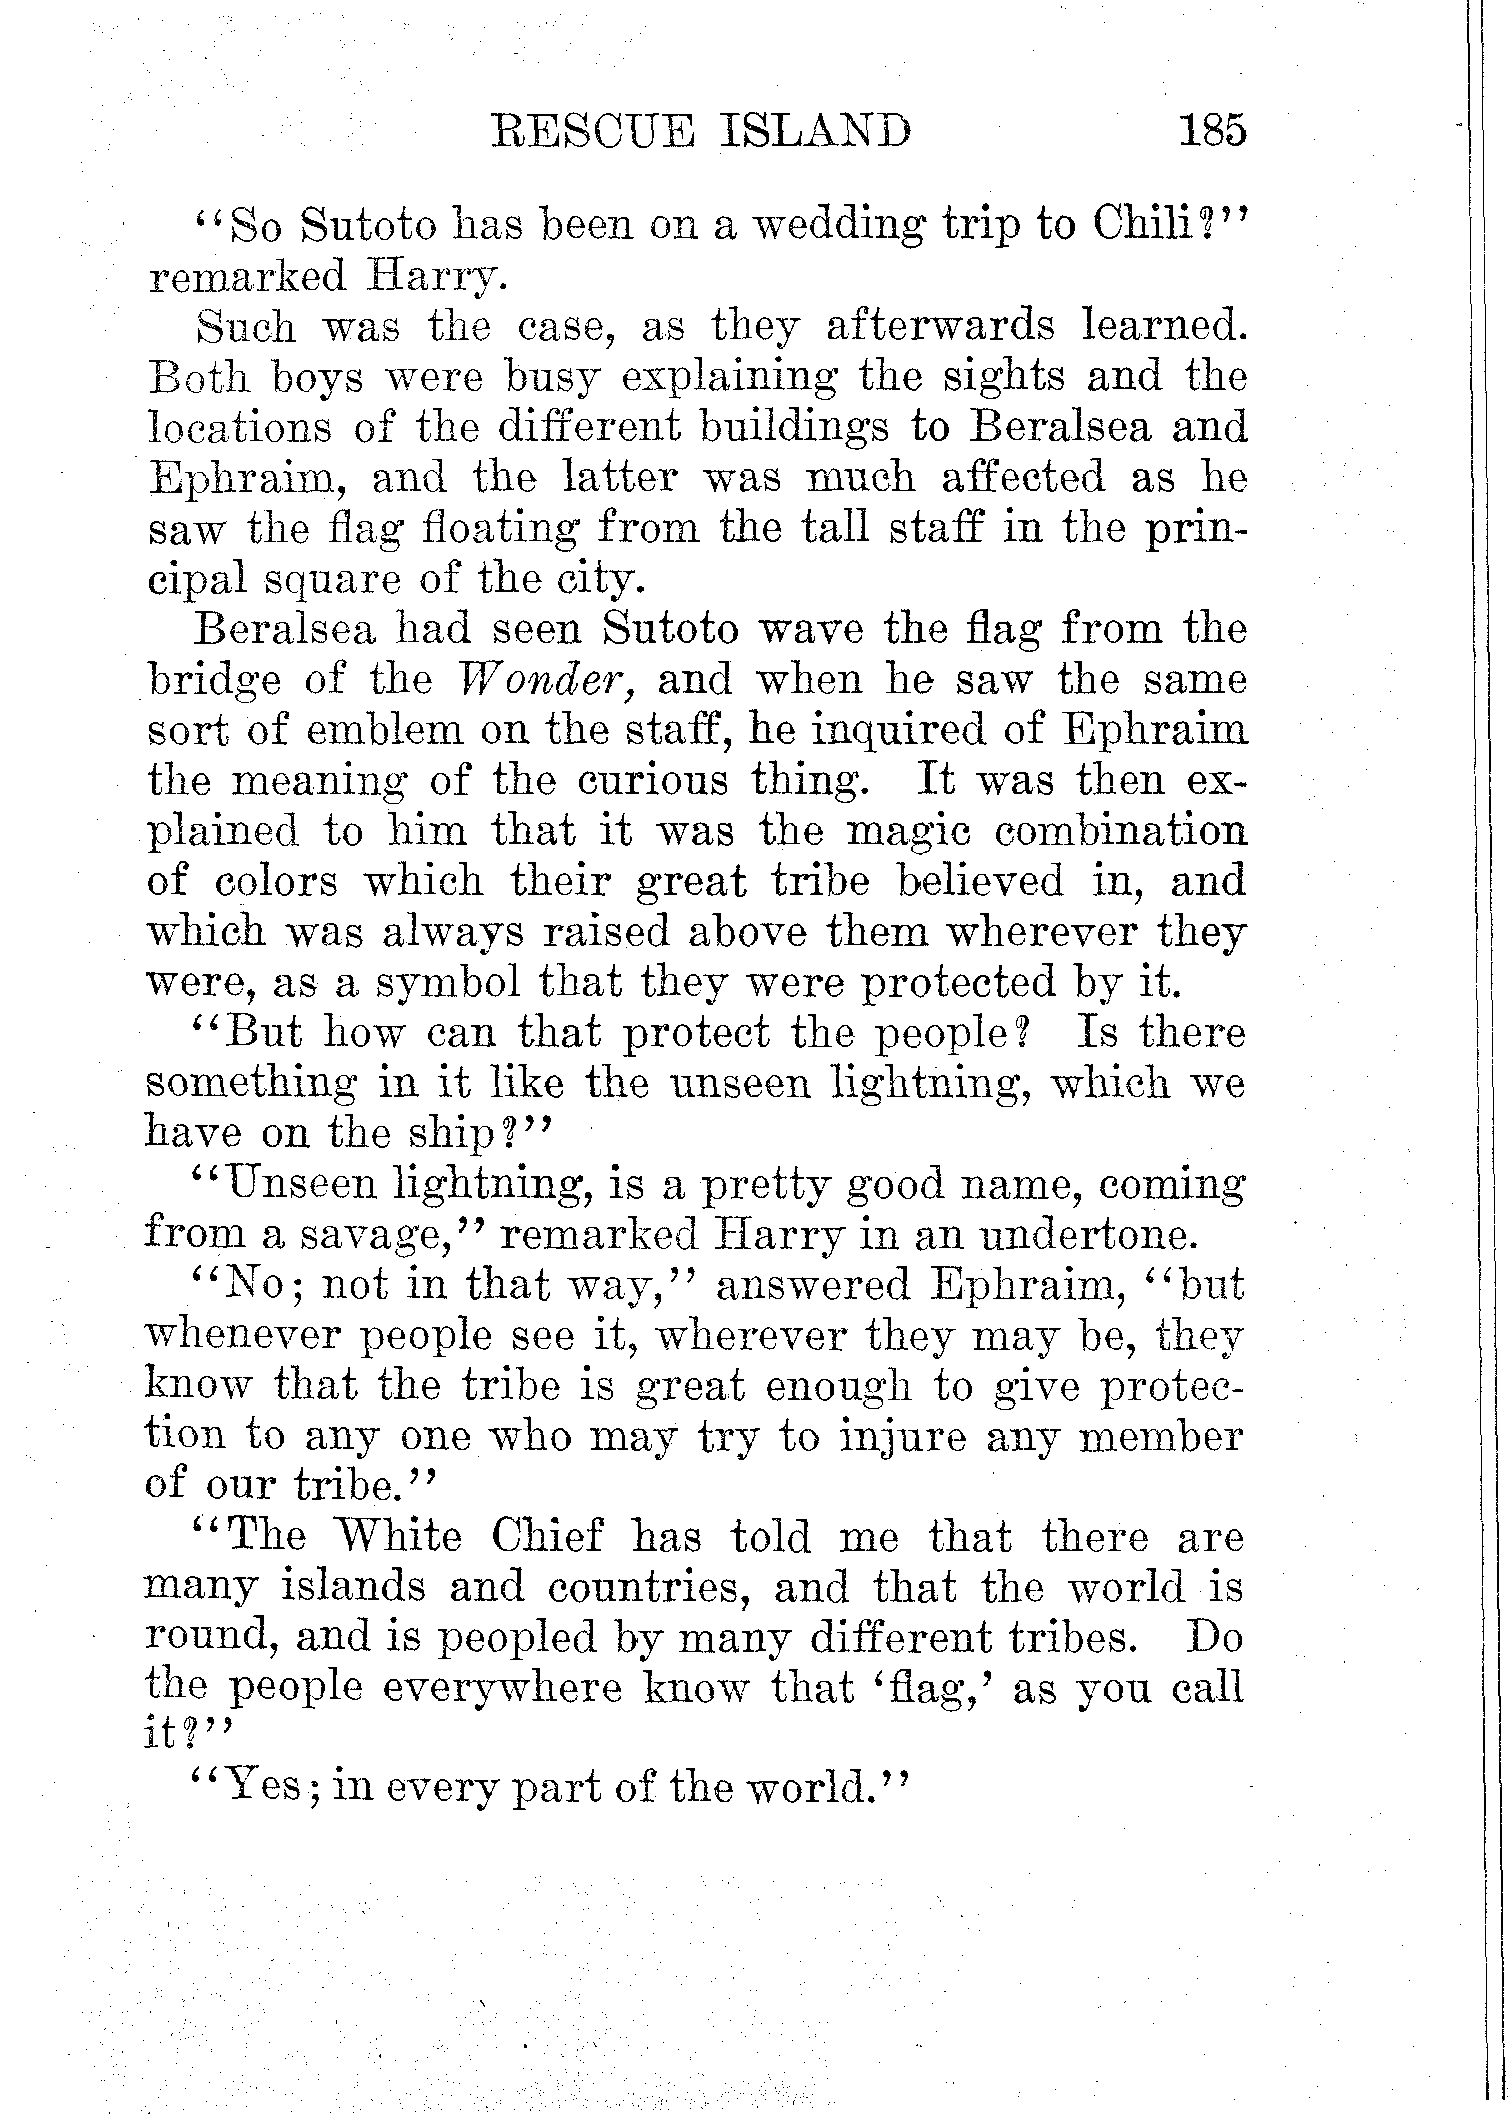 RESCUE ISLAND 185
"So Sutoto has been on a wedding trip to Chili?"
remarked Harry.
Such was the case, as they afterwards learned.
Both boys were busy explaining the sights and the
locations of the different buildings to Beralsea and
Ephraim, and the latter was much affected as he
saw the flag floating from the tall staff in the prin-
cipal square of the city.
Beralsea had seen Sutoto wave the flag from the
bridge of the Wonder, and when he saw the same
sort of emblem on the staff, he inquired of Ephraim
the meaning of the curious thing. It was then ex-
plained to him that it was the magic combination
of colors which their great tribe believed in, and
which was always raised above them wherever they
were, as a symbol that they were protected by it.
"But how can that protect the people? Is there
something in it like the unseen lightning, which we
have on the ship?"
"Unseen lightning, is a pretty good name, coming
from a savage," remarked Harry in an undertone.
"No; not in that way," answered Ephraim, "but
whenever people see it, wherever they may be, they
know that the tribe is great enough to give protec-
tion to any one who may try to injure any member
of our tribe."
"The White Chief has told me that there are
many islands and countries, and that the world is
round, and is peopled by many different tribes. Do
the people everywhere know that 'flag,' as you call
it?"
"Yes; in every part of the world."